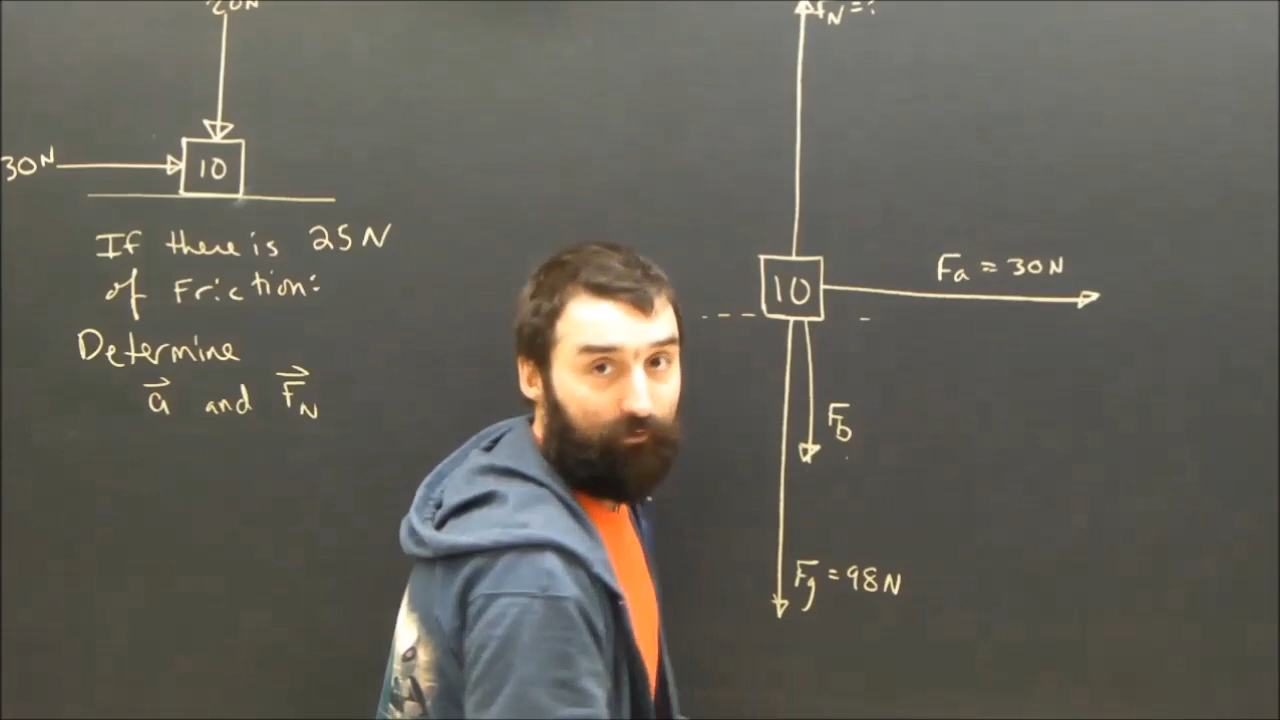 20N
30N
10
If there is 25N
of Friction:
Determine
a and FN
FN = ?
10
Fa = 30N
Fb
Fg = 98N